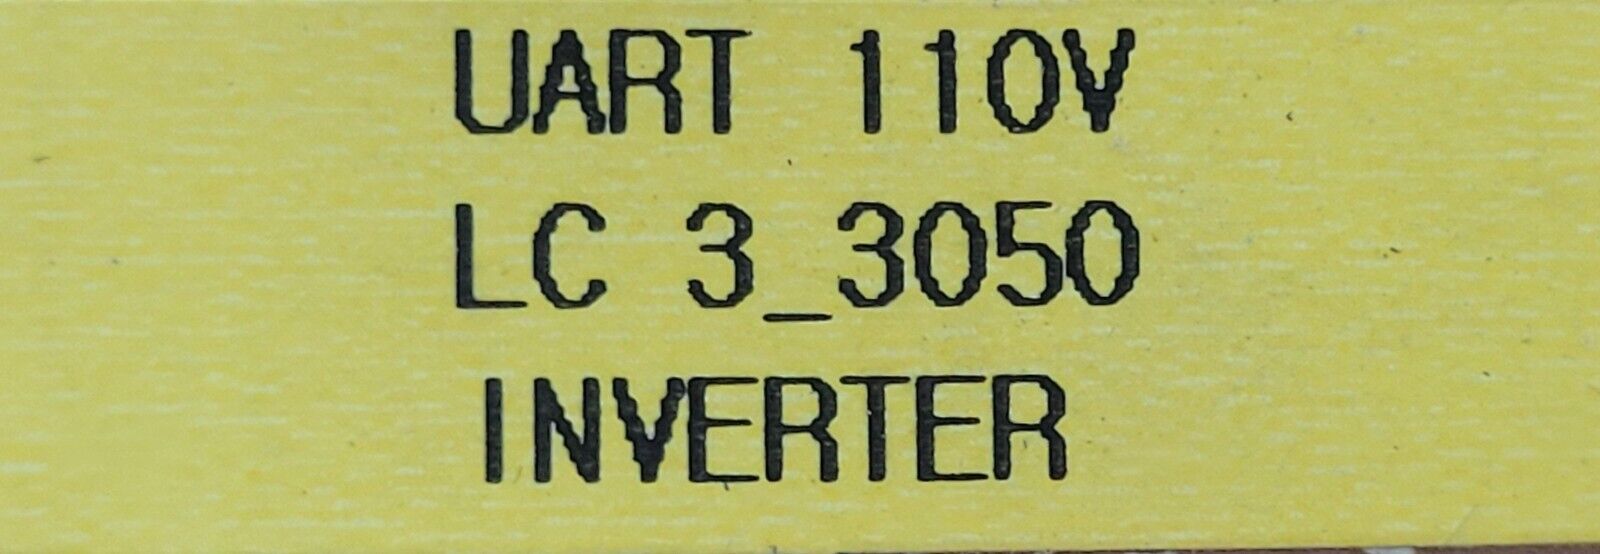 UART 110V
LC 3_3050
INVERTER